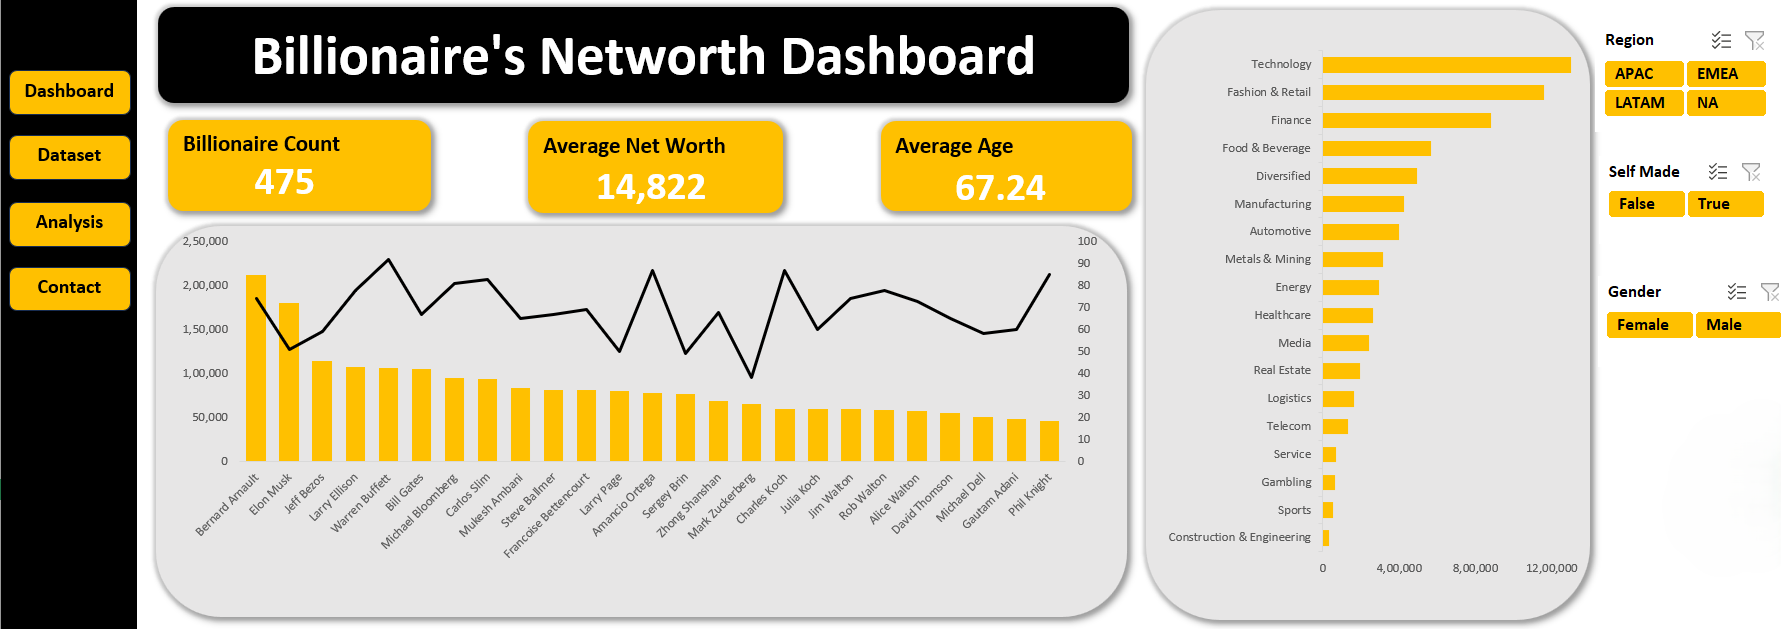 Billionaire's Networth Dashboard
Dashboard
Dataset
Analysis
Contact
Billionaire Count
475
Average Net Worth
14,822
Average Age
67.24
2,50,000
2,00,000
1,50,000
1,00,000
50,000
0
100
90
80
70
60
50
40
30
20
10
0
Bernard Arnault
Elon Musk
Jeff Bezos
Larry Ellison
Warren Buffett
Bill Gates
Michael Bloomberg
Carlos Slim
Mukesh Ambani
Steve Ballmer
Francoise Bettencourt
Larry Page
Amancio Ortega
Sergey Brin
Zhong Shanshan
Mark Zuckerberg
Charles Koch
Julia Koch
Jim Walton
Rob Walton
Alice Walton
David Thomson
Michael Dell
Gautam Adani
Phil Knight
Technology
Fashion & Retail
Finance
Food & Beverage
Diversified
Manufacturing
Automotive
Metals & Mining
Energy
Healthcare
Media
Real Estate
Logistics
Telecom
Service
Gambling
Sports
Construction & Engineering
0 4,00,000 8,00,000 12,00,000
Region
APAC EMEA
LATAM NA
Self Made
False True
Gender
Female Male